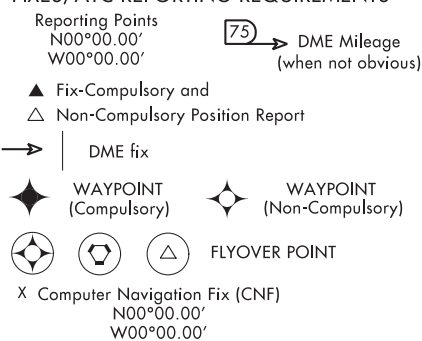 FIXES/ATC REPORTING REQUIREMENTS
Reporting Points
N00°00.00′
W00°00.00′
75
DME Mileage
(when not obvious)
Fix-Compulsory and
Non-Compulsory Position Report
DME fix
WAYPOINT
(Compulsory)
WAYPOINT
(Non-Compulsory)
FLYOVER POINT
X Computer Navigation Fix (CNF)
N00°00.00′
W00°00.00′